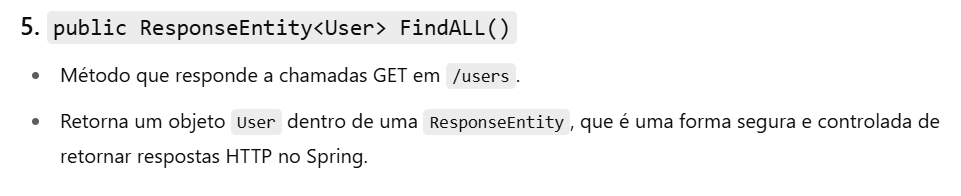 5. public ResponseEntity<User> FindALL()
• Método que responde a chamadas GET em /users.
• Retorna um objeto User dentro de uma ResponseEntity, que é uma forma segura e controlada de
retornar respostas HTTP no Spring.